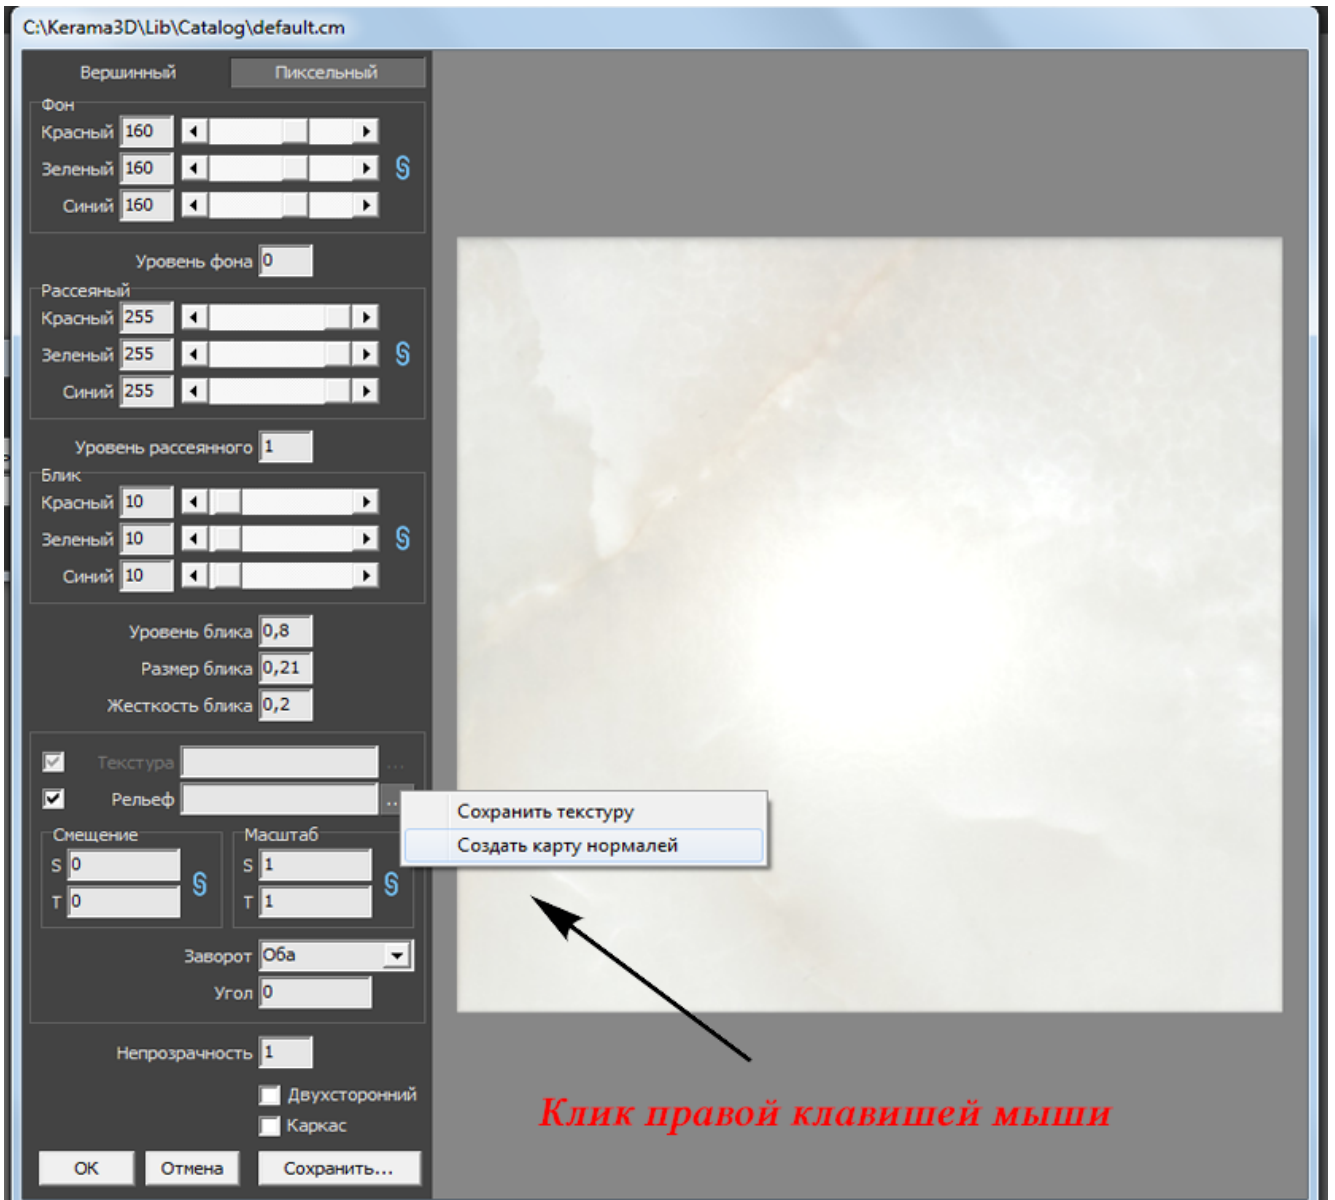 C:\Kerama3D\Lib\Catalog\default.cm
Вершинный Пиксельный
Фон
Красный 160
Зеленый 160
Синий 160
Уровень фона 0
Рассеяный
Красный 255
Зеленый 255
Синий 255
Уровень рассеянного 1
Блик
Красный 10
Зеленый 10
Синий 10
Уровень блика 0,8
Размер блика 0,21
Жесткость блика 0,2
Текстура ...
Рельеф ...
Сохранить текстуру
Создать карту нормалей
Смещение Масштаб
S 0 S 1
T 0 T 1
Заворот Оба
Угол 0
Непрозрачность 1
Двухсторонний
Каркас
OK Отмена Сохранить...
Клик правой клавишей мыши